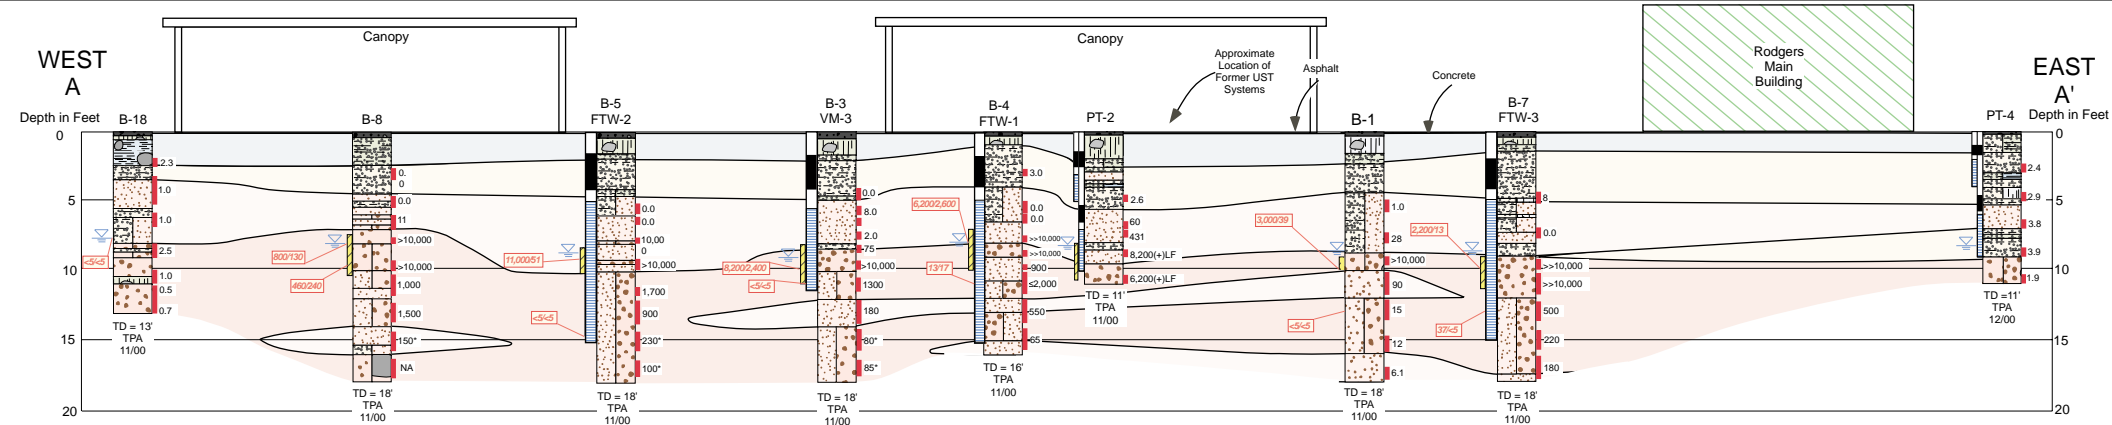 WEST
A
Depth in Feet
Canopy
Canopy
Approximate
Location of
Former UST
Systems
Asphalt
Concrete
Rodgers
Main
Building
EAST
A'
Depth in Feet
B-18
B-8
B-5
FTW-2
B-3
VM-3
B-4
FTW-1
PT-2
B-1
B-7
FTW-3
PT-4
0
5
10
15
20
0
5
10
15
20
2.3
1.0
1.0
2.5
1.0
0.5
0.7
<5/<5
TD = 13'
TPA
11/00
0.
0
0.0
11
>10,000
>10,000
1,000
1,500
150*
NA
800/130
460/240
TD = 18'
TPA
11/00
0.0
0.0
10,00
0
>10,000
1,700
900
230*
100*
11,000/51
<5/<5
TD = 18'
TPA
11/00
0.0
8.0
2.0
75
>10,000
1300
180
80*
85*
8,200/2,400
<5/<5
TD = 18'
TPA
11/00
3.0
0.0
0.0
>>10,000
>>10,000
900
≤2,000
550
65
6,200/2,600
13/17
TD = 16'
TPA
11/00
2.6
60
431
8,200(+)LF
6,200(+)LF
TD = 11'
TPA
11/00
1.0
28
>10,000
90
15
12
6.1
3,000/39
<5/<5
TD = 18'
TPA
11/00
8
0.0
>>10,000
>>10,000
500
220
180
2,200/13
37/<5
TD = 18'
TPA
11/00
2.4
2.9
3.8
3.9
1.9
TD =11'
TPA
12/00